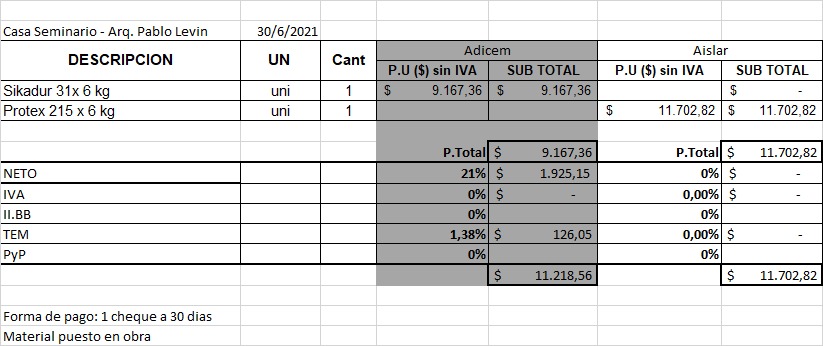 Casa Seminario - Arq. Pablo Levin 30/6/2021
Adicem Aislar
DESCRIPCION UN Cant P.U ($) sin IVA SUB TOTAL P.U ($) sin IVA SUB TOTAL
Sikadur 31x 6 kg uni 1 $ 9.167,36 $ 9.167,36 $ -
Protex 215 x 6 kg uni 1 $ 11.702,82 $ 11.702,82
P.Total $ 9.167,36 P.Total $ 11.702,82
NETO 21% $ 1.925,15 0% $ -
IVA 0% $ - 0,00% $ -
II.BB 0% 0%
TEM 1,38% $ 126,05 0,00% $ -
PyP 0% 0%
$ 11.218,56 $ 11.702,82
Forma de pago: 1 cheque a 30 dias
Material puesto en obra